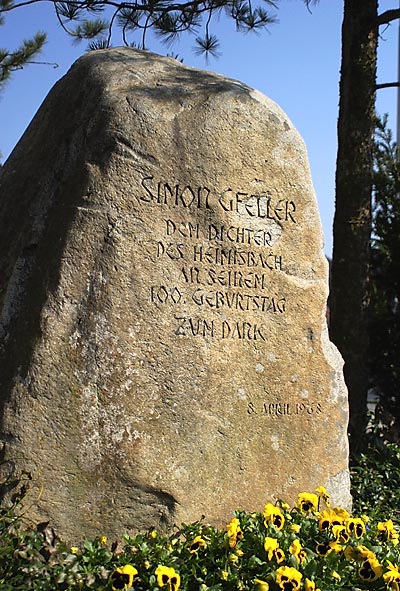 SIMON GFELLER
DEM DICHTER
DES HEIMISBACH
AN SEINEM
100. GEBURTSTAG
ZUM DANK
8. APRIL 1968